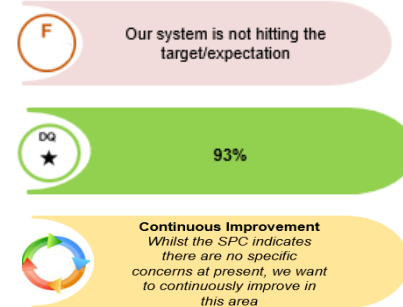 F
Our system is not hitting the
target/expectation
DQ
93%
Continuous Improvement
Whilst the SPC indicates
there are no specific
concerns at present, we want
to continuously improve in
this area